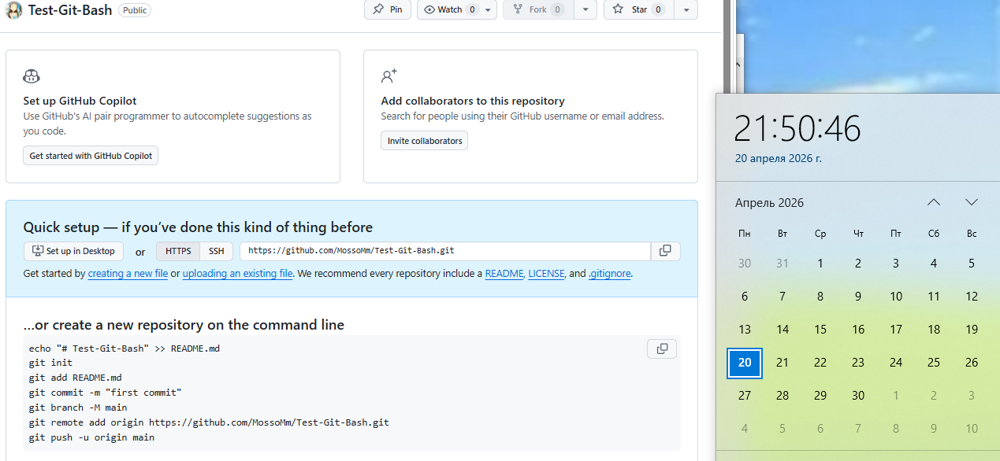 Test-Git-Bash Public
Pin
Watch 0
Fork 0
Star 0
Set up GitHub Copilot
Use GitHub's AI pair programmer to autocomplete suggestions as
you code.
Get started with GitHub Copilot
Add collaborators to this repository
Search for people using their GitHub username or email address.
Invite collaborators
Quick setup — if you’ve done this kind of thing before
Set up in Desktop or HTTPS SSH https://github.com/MossoMm/Test-Git-Bash.git
Get started by creating a new file or uploading an existing file. We recommend every repository include a README, LICENSE, and .gitignore.
…or create a new repository on the command line
echo "# Test-Git-Bash" >> README.md
git init
git add README.md
git commit -m "first commit"
git branch -M main
git remote add origin https://github.com/MossoMm/Test-Git-Bash.git
git push -u origin main
21:50:46
20 апреля 2026 г.
Апрель 2026
Пн Вт Ср Чт Пт Сб Вс
30 31 1 2 3 4 5
6 7 8 9 10 11 12
13 14 15 16 17 18 19
20 21 22 23 24 25 26
27 28 29 30 1 2 3
4 5 6 7 8 9 10